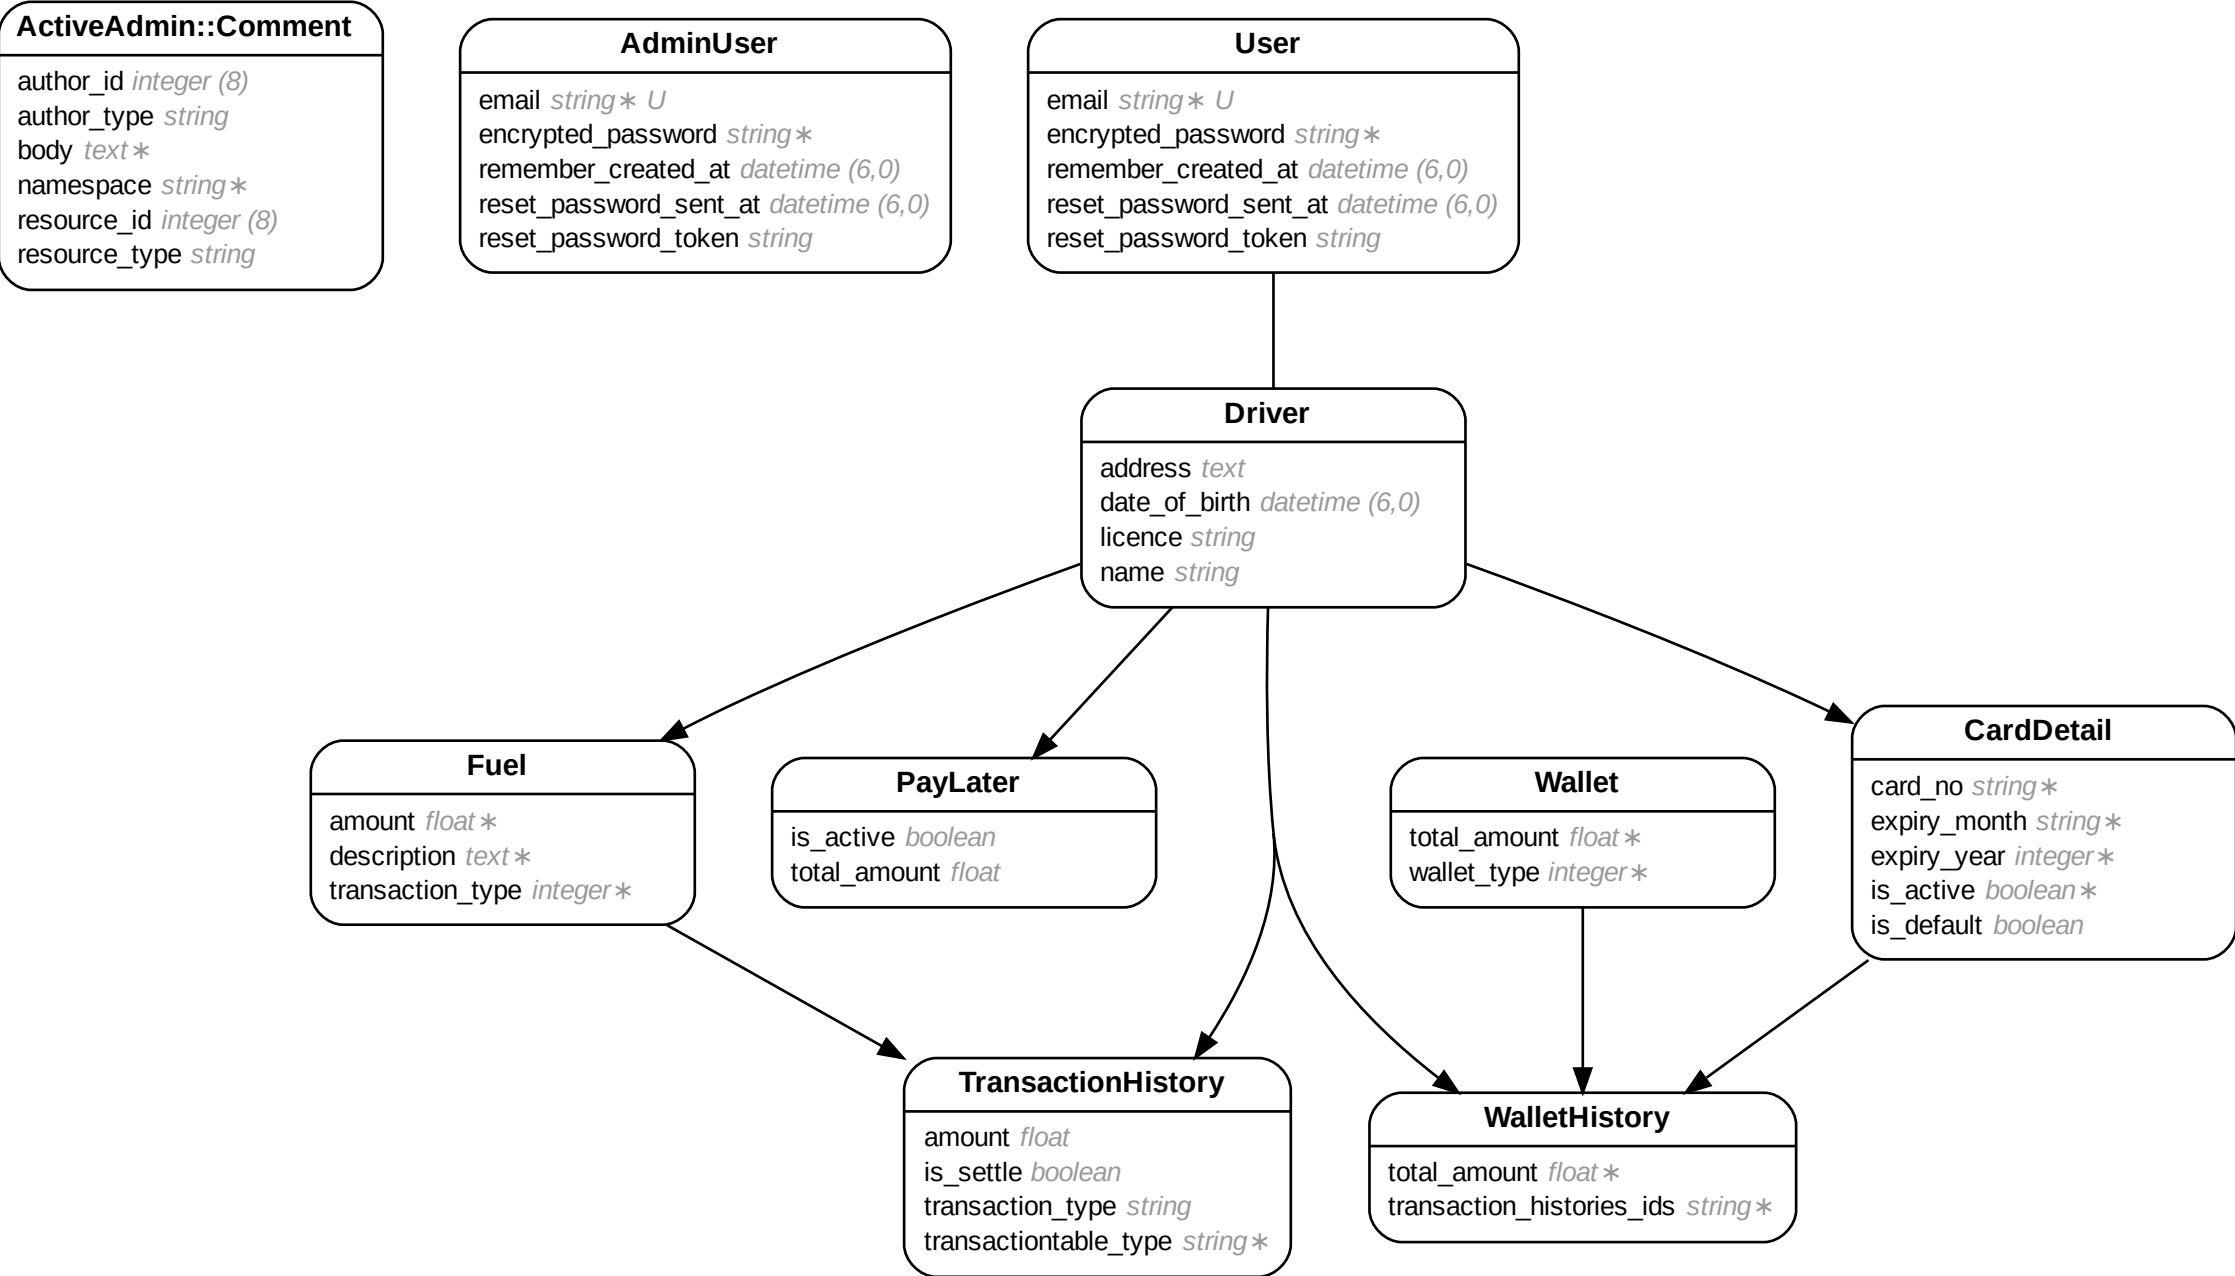 ActiveAdmin::Comment
author_id integer (8)
author_type string
body text ∗
namespace string ∗
resource_id integer (8)
resource_type string
AdminUser
email string ∗ U
encrypted_password string ∗
remember_created_at datetime (6,0)
reset_password_sent_at datetime (6,0)
reset_password_token string
User
email string ∗ U
encrypted_password string ∗
remember_created_at datetime (6,0)
reset_password_sent_at datetime (6,0)
reset_password_token string
Driver
address text
date_of_birth datetime (6,0)
licence string
name string
Fuel
amount float ∗
description text ∗
transaction_type integer ∗
PayLater
is_active boolean
total_amount float
Wallet
total_amount float ∗
wallet_type integer ∗
CardDetail
card_no string ∗
expiry_month string ∗
expiry_year integer ∗
is_active boolean ∗
is_default boolean
TransactionHistory
amount float
is_settle boolean
transaction_type string
transactiontable_type string ∗
WalletHistory
total_amount float ∗
transaction_histories_ids string ∗